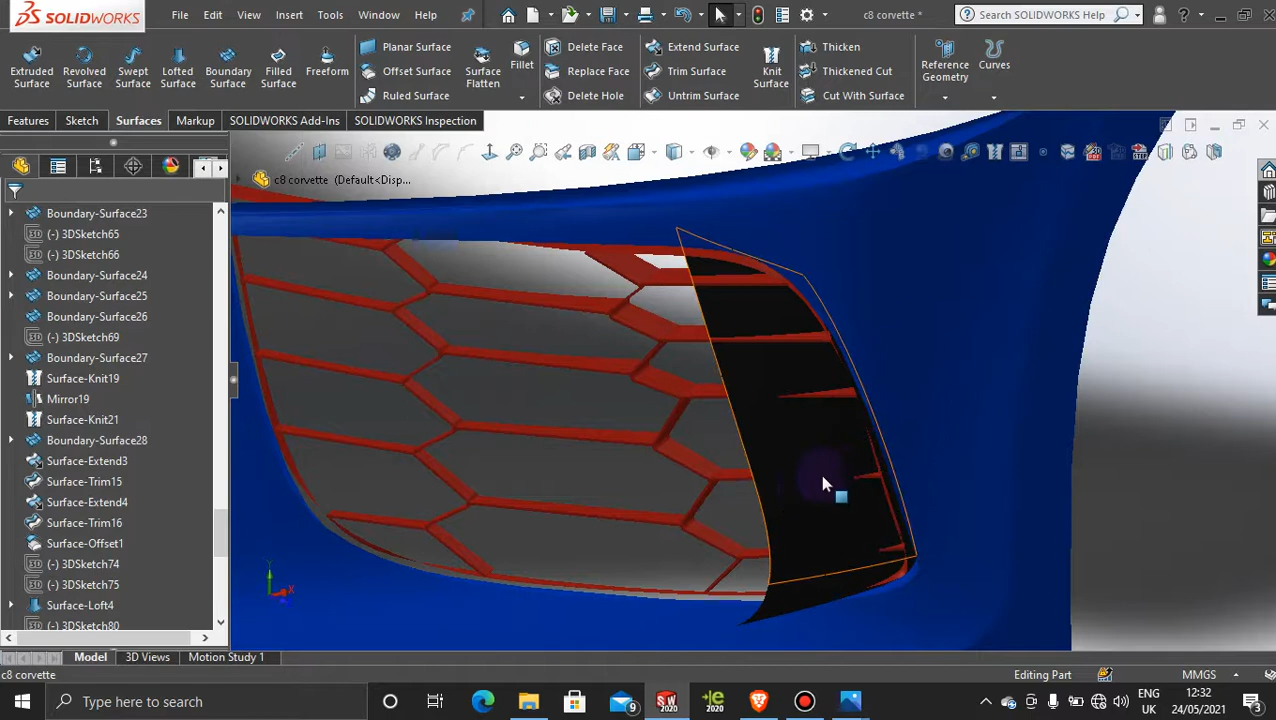 SOLIDWORKS
File Edit View Insert Tools Window Help
c8 corvette *
Search SOLIDWORKS Help
Extruded Surface
Revolved Surface
Swept Surface
Lofted Surface
Boundary Surface
Filled Surface
Freeform
Planar Surface
Offset Surface
Ruled Surface
Surface Flatten
Fillet
Delete Face
Replace Face
Delete Hole
Extend Surface
Trim Surface
Untrim Surface
Knit Surface
Thicken
Thickened Cut
Cut With Surface
Reference Geometry
Curves
Features Sketch Surfaces Markup SOLIDWORKS Add-Ins SOLIDWORKS Inspection
c8 corvette (Default<Disp...
Boundary-Surface23
(-) 3DSketch65
(-) 3DSketch66
Boundary-Surface24
Boundary-Surface25
Boundary-Surface26
(-) 3DSketch69
Boundary-Surface27
Surface-Knit19
Mirror19
Surface-Knit21
Boundary-Surface28
Surface-Extend3
Surface-Trim15
Surface-Extend4
Surface-Trim16
Surface-Offset1
(-) 3DSketch74
(-) 3DSketch75
Surface-Loft4
(-) 3DSketch80
Model 3D Views Motion Study 1
c8 corvette
Editing Part
MMGS
Type here to search
ENG
UK
12:32
24/05/2021